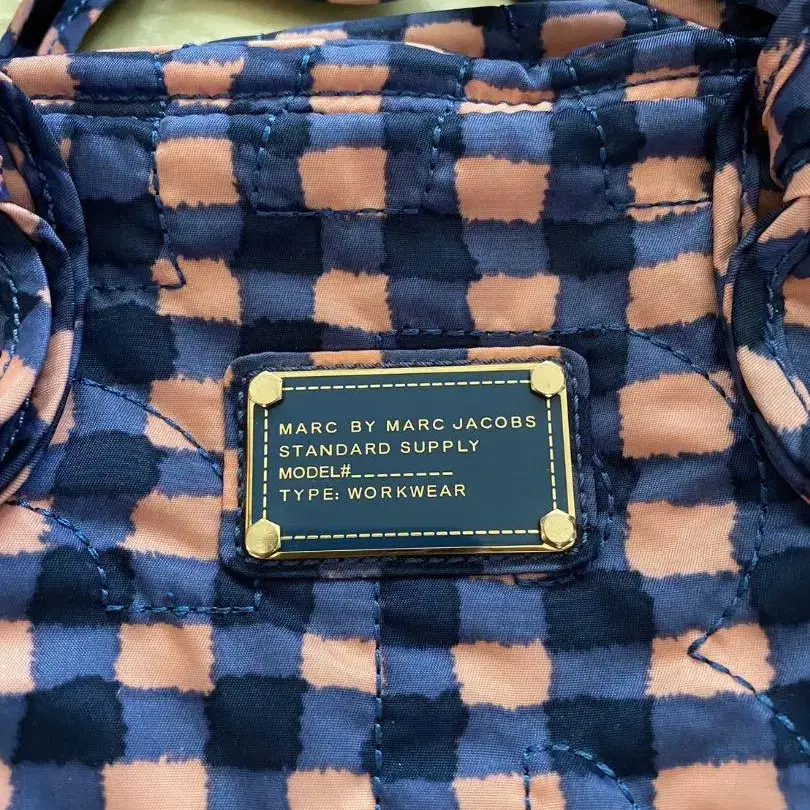 MARC BY MARC JACOBS
STANDARD SUPPLY
MODEL#_ _ _ _ _ _ _ _
TYPE: WORKWEAR